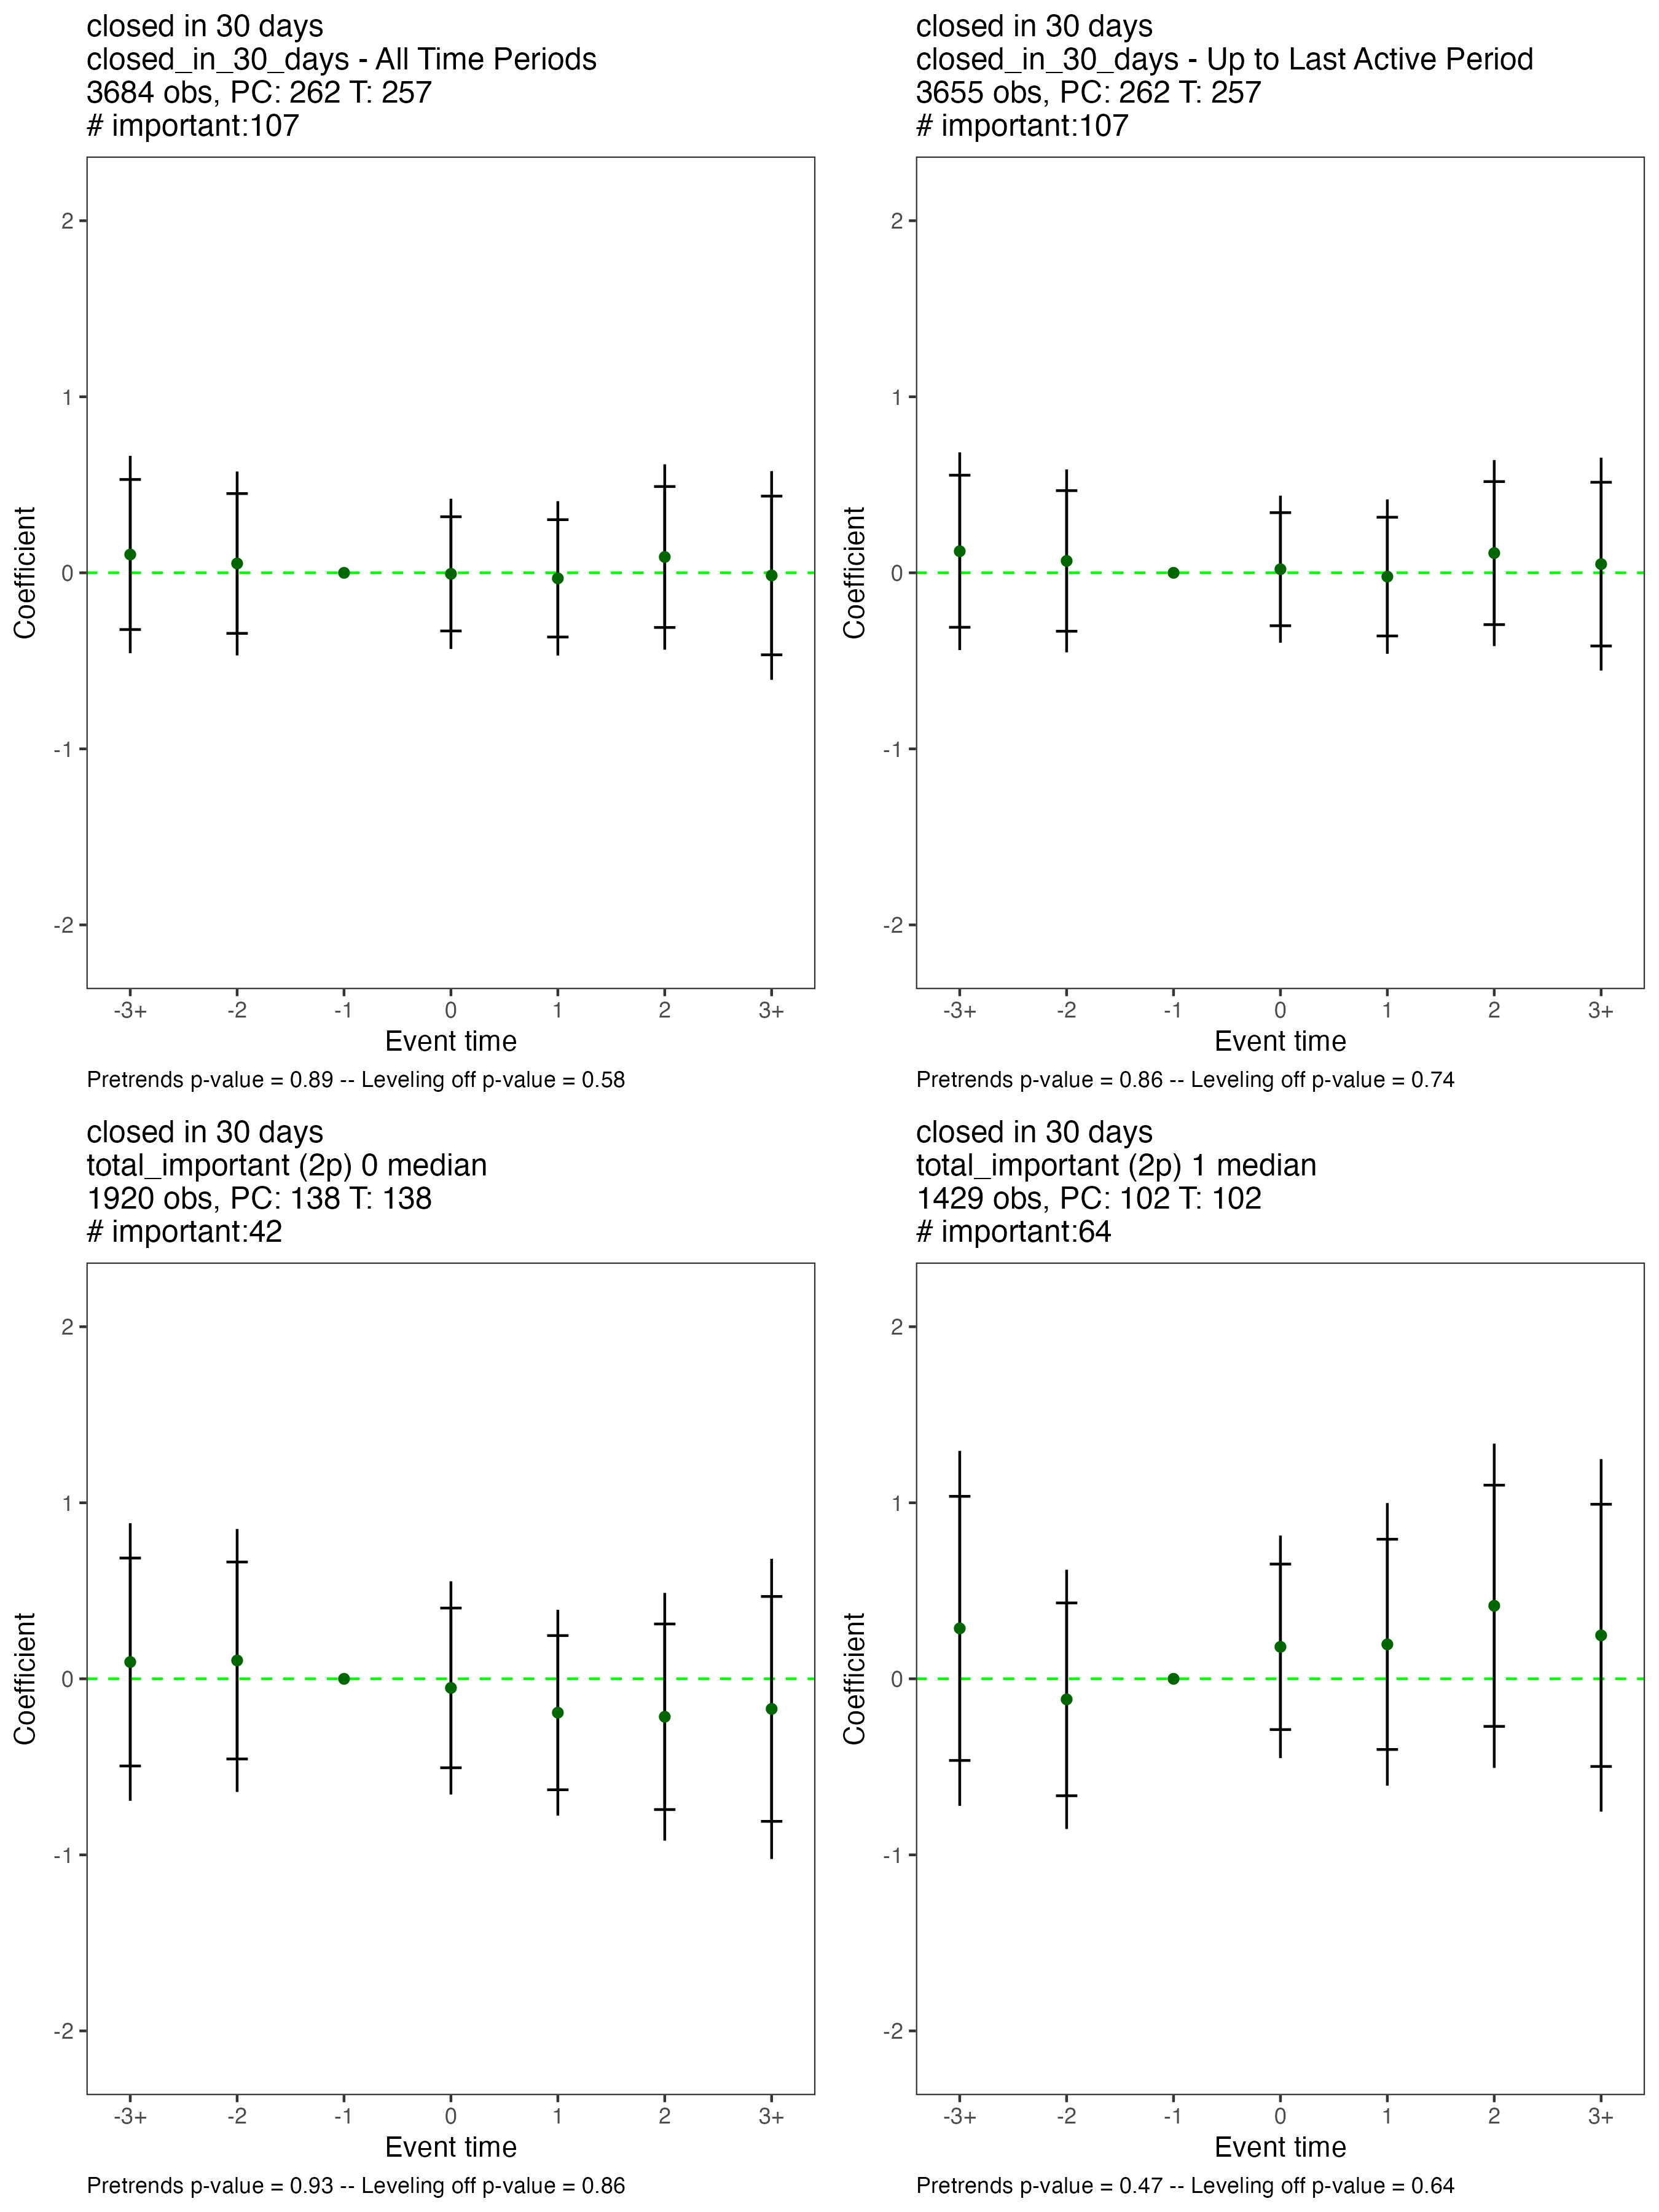 closed in 30 days
closed_in_30_days - All Time Periods
3684 obs, PC: 262 T: 257
# important:107
2
1
0
-1
-2
Coefficient
-3+ -2 -1 0 1 2 3+
Event time
Pretrends p-value = 0.89 -- Leveling off p-value = 0.58
closed in 30 days
closed_in_30_days - Up to Last Active Period
3655 obs, PC: 262 T: 257
# important:107
2
1
0
-1
-2
Coefficient
-3+ -2 -1 0 1 2 3+
Event time
Pretrends p-value = 0.86 -- Leveling off p-value = 0.74
closed in 30 days
total_important (2p) 0 median
1920 obs, PC: 138 T: 138
# important:42
2
1
0
-1
-2
Coefficient
-3+ -2 -1 0 1 2 3+
Event time
Pretrends p-value = 0.93 -- Leveling off p-value = 0.86
closed in 30 days
total_important (2p) 1 median
1429 obs, PC: 102 T: 102
# important:64
2
1
0
-1
-2
Coefficient
-3+ -2 -1 0 1 2 3+
Event time
Pretrends p-value = 0.47 -- Leveling off p-value = 0.64